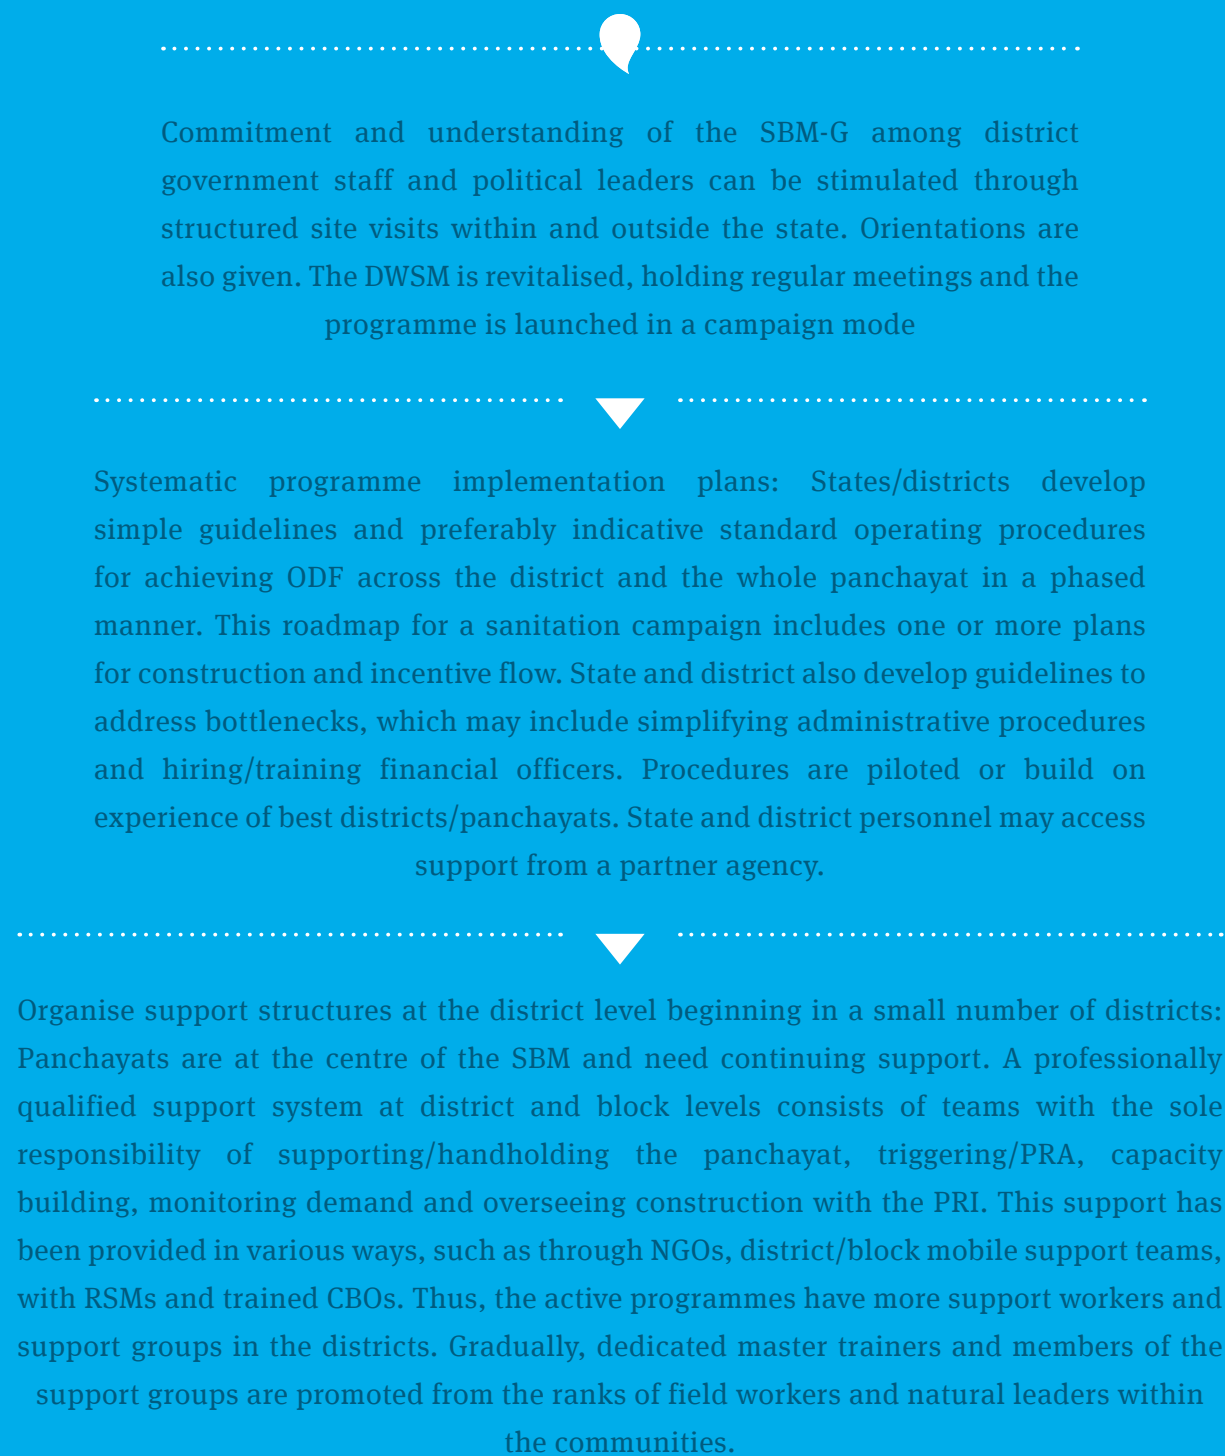 Commitment and understanding of the SBM-G among district
government staff and political leaders can be stimulated through
structured site visits within and outside the state. Orientations are
also given. The DWSM is revitalised, holding regular meetings and the
programme is launched in a campaign mode
Systematic programme implementation plans: States/districts develop
simple guidelines and preferably indicative standard operating procedures
for achieving ODF across the district and the whole panchayat in a phased
manner. This roadmap for a sanitation campaign includes one or more plans
for construction and incentive flow. State and district also develop guidelines to
address bottlenecks, which may include simplifying administrative procedures
and hiring/training financial officers. Procedures are piloted or build on
experience of best districts/panchayats. State and district personnel may access
support from a partner agency.
Organise support structures at the district level beginning in a small number of districts:
Panchayats are at the centre of the SBM and need continuing support. A professionally
qualified support system at district and block levels consists of teams with the sole
responsibility of supporting/handholding the panchayat, triggering/PRA, capacity
building, monitoring demand and overseeing construction with the PRI. This support has
been provided in various ways, such as through NGOs, district/block mobile support teams,
with RSMs and trained CBOs. Thus, the active programmes have more support workers and
support groups in the districts. Gradually, dedicated master trainers and members of the
support groups are promoted from the ranks of field workers and natural leaders within
the communities.